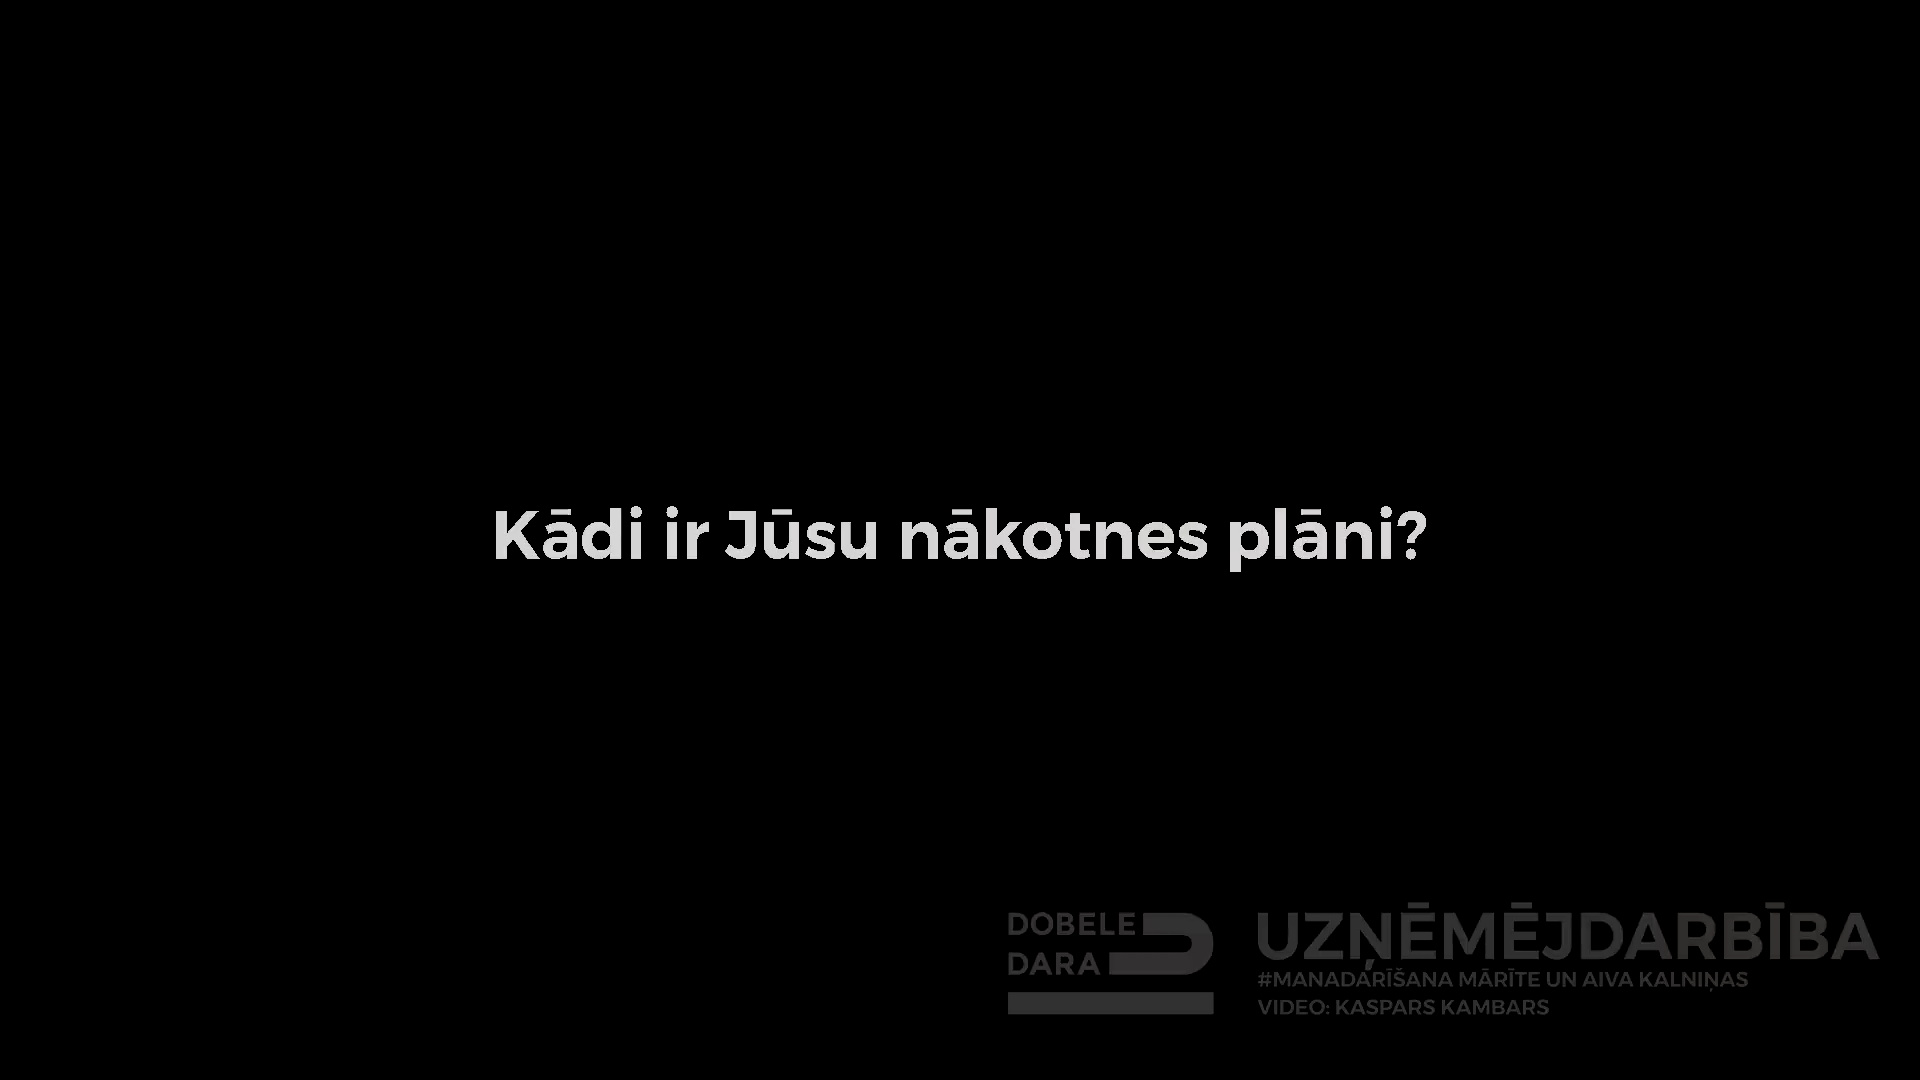 Kādi ir Jūsu nākotnes plāni?
DOBELE
DARA
UZŅĒMĒJDARBĪBA
#MANADARĪŠANA MĀRĪTE UN AIVA KALNIŅAS
VIDEO: KASPARS KAMBARS